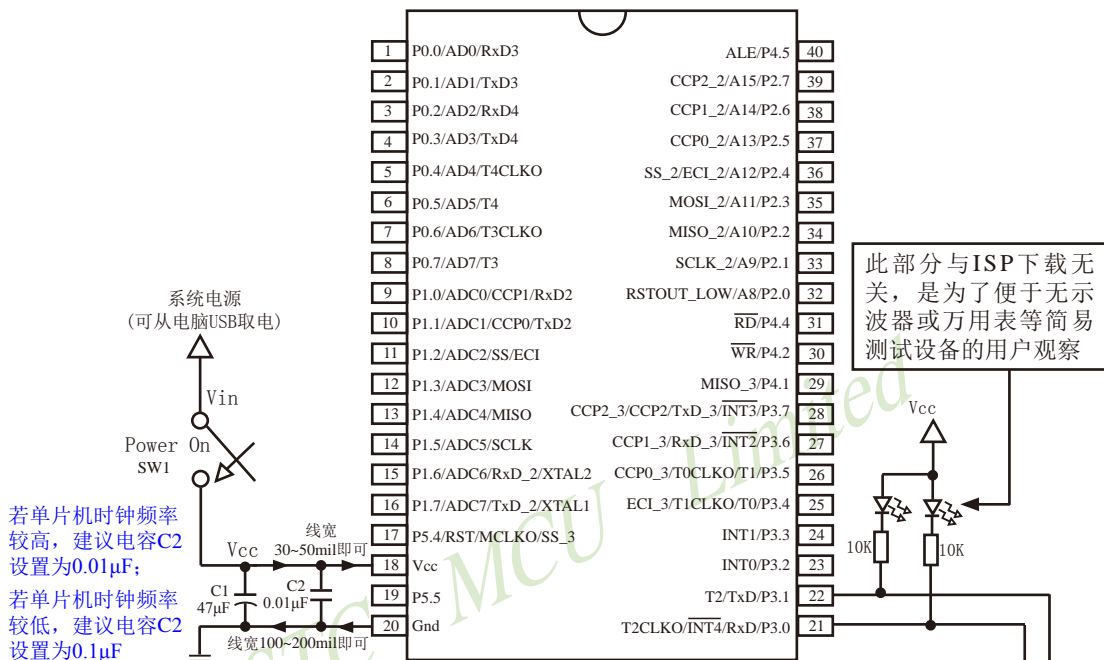 1 P0.0/AD0/RxD3
2 P0.1/AD1/TxD3
3 P0.2/AD2/RxD4
4 P0.3/AD3/TxD4
5 P0.4/AD4/T4CLKO
6 P0.5/AD5/T4
7 P0.6/AD6/T3CLKO
8 P0.7/AD7/T3
9 P1.0/ADC0/CCP1/RxD2
10 P1.1/ADC1/CCP0/TxD2
11 P1.2/ADC2/SS/ECI
12 P1.3/ADC3/MOSI
13 P1.4/ADC4/MISO
14 P1.5/ADC5/SCLK
15 P1.6/ADC6/RxD_2/XTAL2
16 P1.7/ADC7/TxD_2/XTAL1
17 P5.4/RST/MCLKO/SS_3
18 Vcc
19 P5.5
20 Gnd
ALE/P4.5 40
CCP2_2/A15/P2.7 39
CCP1_2/A14/P2.6 38
CCP0_2/A13/P2.5 37
SS_2/ECI_2/A12/P2.4 36
MOSI_2/A11/P2.3 35
MISO_2/A10/P2.2 34
SCLK_2/A9/P2.1 33
RSTOUT_LOW/A8/P2.0 32
RD/P4.4 31
WR/P4.2 30
MISO_3/P4.1 29
CCP2_3/CCP2/TxD_3/INT3/P3.7 28
CCP1_3/RxD_3/INT2/P3.6 27
CCP0_3/T0CLKO/T1/P3.5 26
ECI_3/T1CLKO/T0/P3.4 25
INT1/P3.3 24
INT0/P3.2 23
T2/TxD/P3.1 22
T2CLKO/INT4/RxD/P3.0 21
系统电源
(可从电脑USB取电)
Vin
Power On
SW1
若单片机时钟频率
较高，建议电容C2
设置为0.01μF；
若单片机时钟频率
较低，建议电容C2
设置为0.1μF
Vcc
线宽
30~50mil即可
C1
47μF
C2
0.01μF
线宽100~200mil即可
此部分与ISP下载无
关，是为了便于无示
波器或万用表等简易
测试设备的用户观察
Vcc
10K
10K
STC MCU Limited